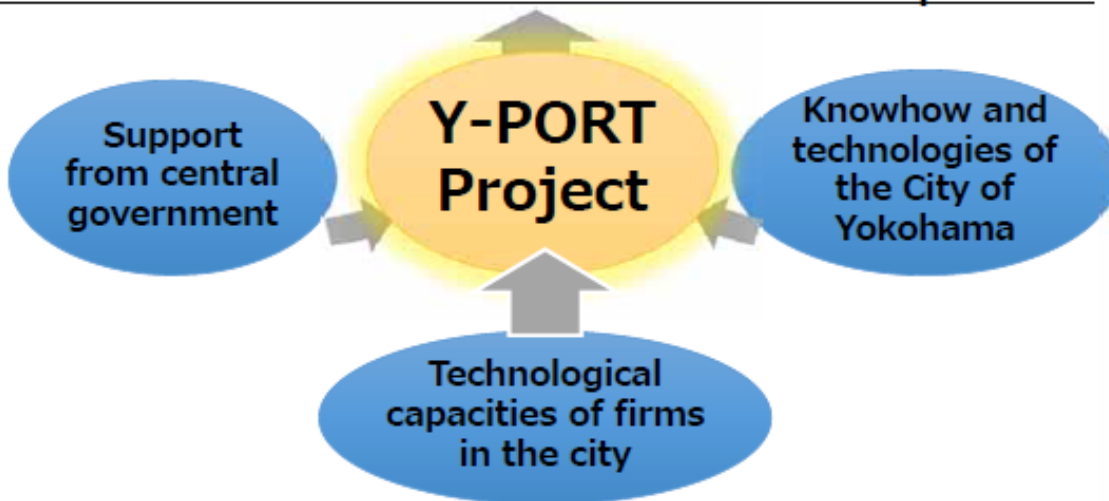 Y-PORT
Project
Support
from central
government
Knowhow and
technologies of
the City of
Yokohama
Technological
capacities of firms
in the city